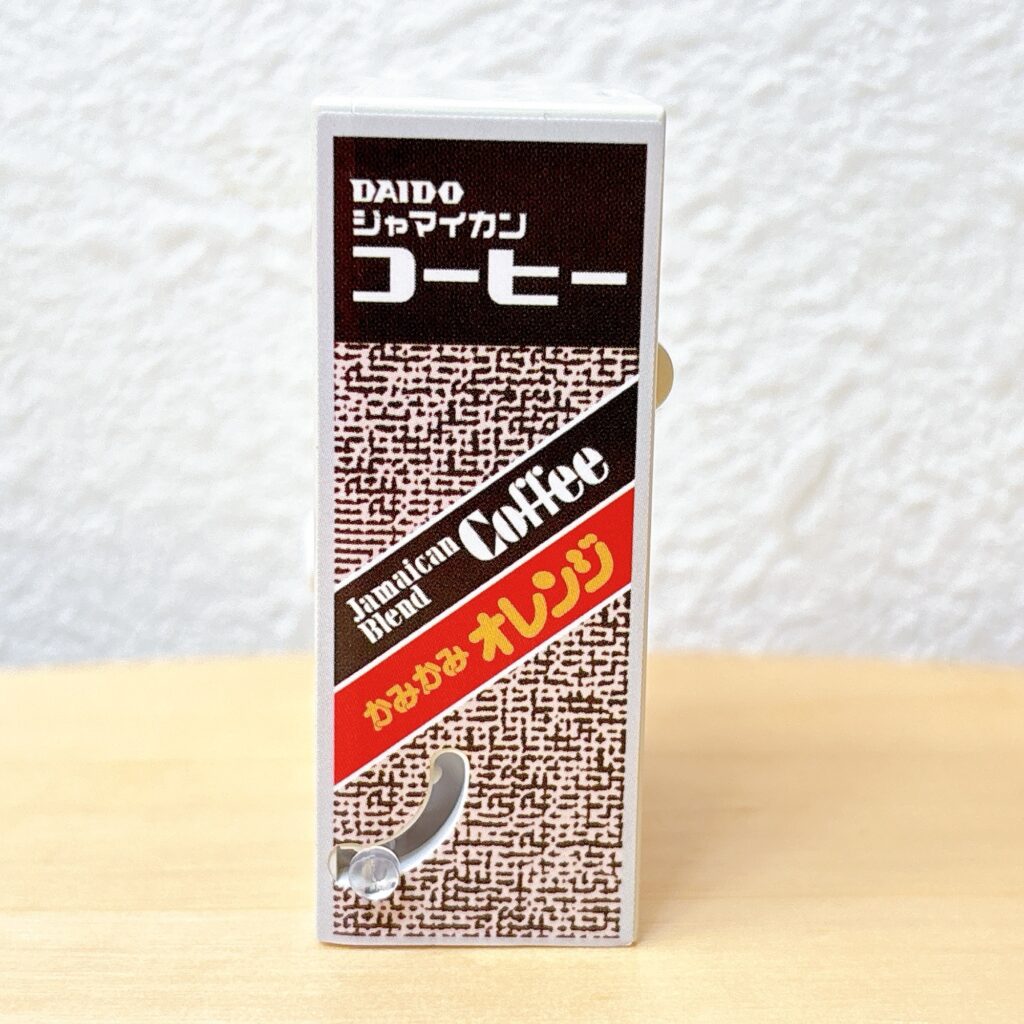 DAIDO
ジャマイカン
コーヒー
Jamaican
Blend
Coffee
かみかみ オレンジ